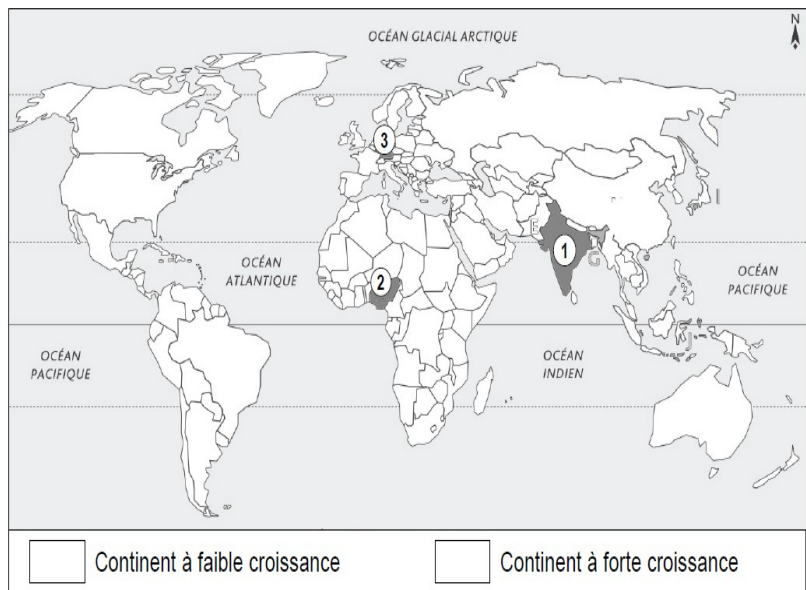 N
OCÉAN GLACIAL ARCTIQUE
3
I
E
1
G
OCÉAN
ATLANTIQUE
2
OCÉAN
PACIFIQUE
J
OCÉAN
PACIFIQUE
OCÉAN
INDIEN
Continent à faible croissance
Continent à forte croissance